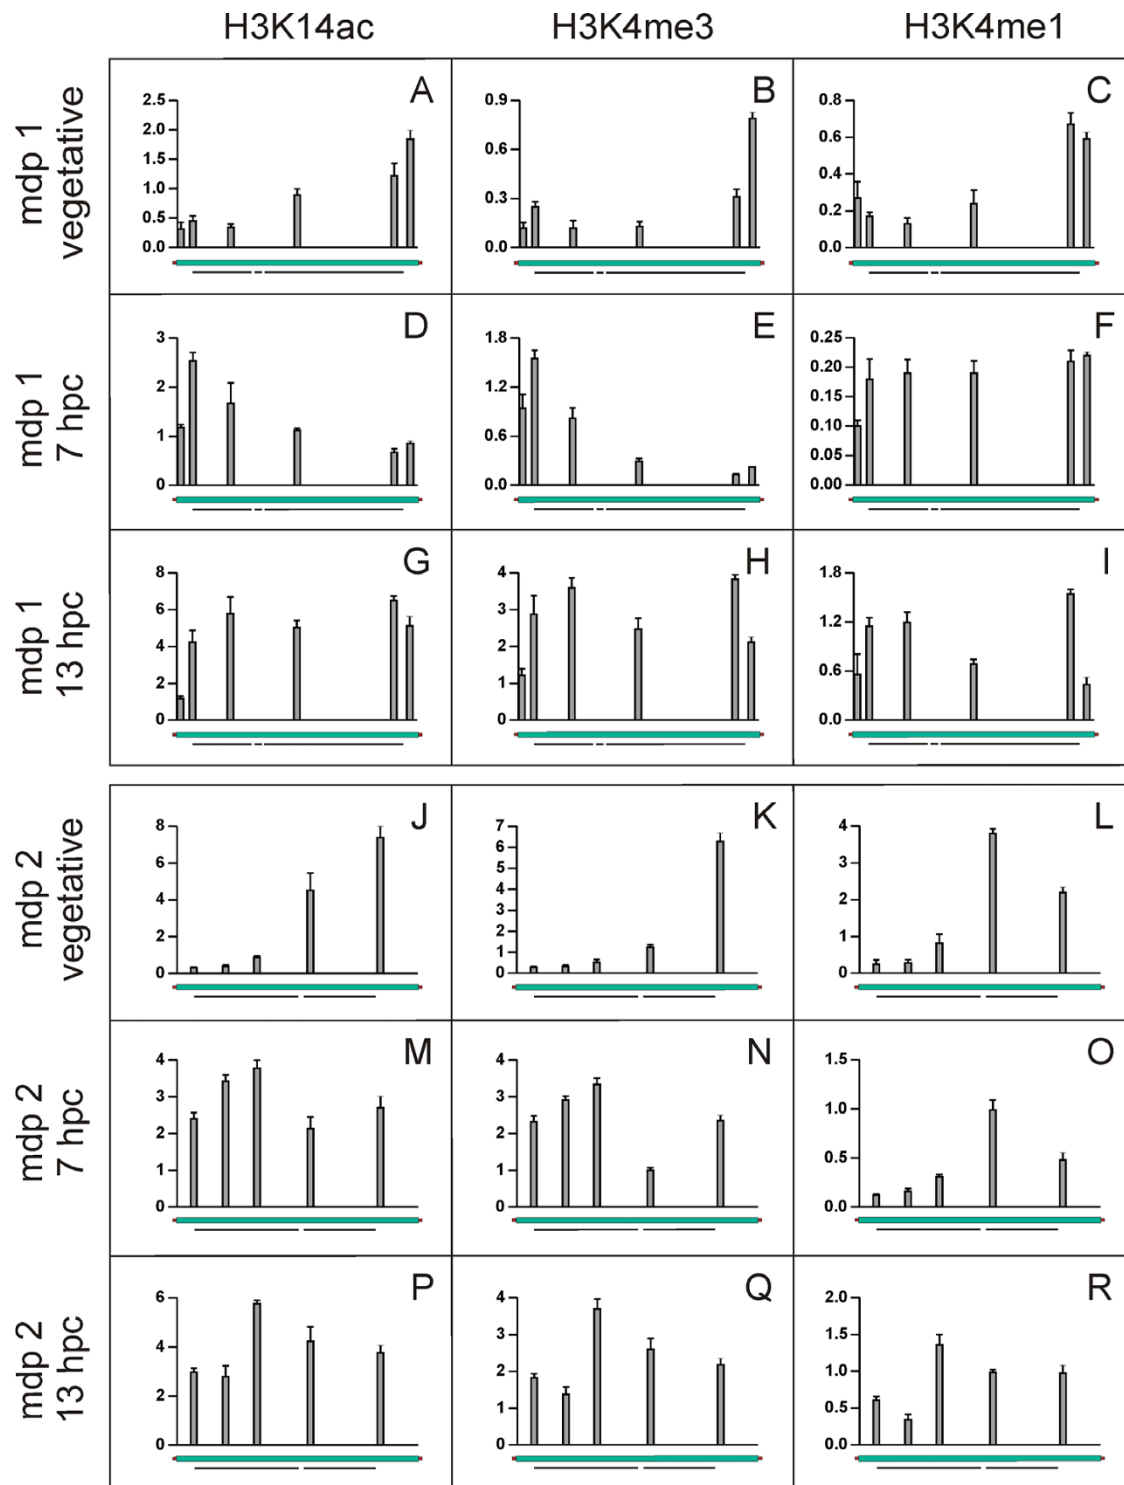 H3K14ac H3K4me3 H3K4me1
mdp 1
vegetative
A
2.5
2.0
1.5
1.0
0.5
0.0
B
0.9
0.6
0.3
0.0
C
0.8
0.6
0.4
0.2
0.0
mdp 1
7 hpc
D
3
2
1
0
E
1.8
1.2
0.6
0.0
F
0.25
0.20
0.15
0.10
0.05
0.00
mdp 1
13 hpc
G
8
6
4
2
0
H
4
3
2
1
0
I
1.8
1.2
0.6
0.0
mdp 2
vegetative
J
8
6
4
2
0
K
7
6
5
4
3
2
1
0
L
4
3
2
1
0
mdp 2
7 hpc
M
4
3
2
1
0
N
4
3
2
1
0
O
1.5
1.0
0.5
0.0
mdp 2
13 hpc
P
6
4
2
0
Q
4
3
2
1
0
R
2.0
1.5
1.0
0.5
0.0